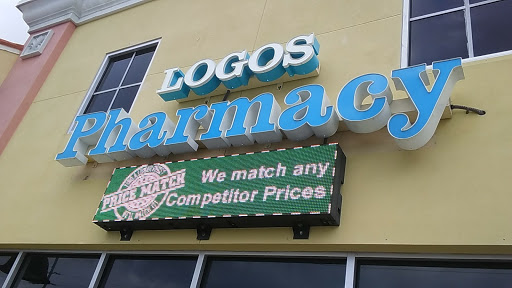 LOGOS
Pharmacy
PRICE MATCH
We match any
Competitor Prices